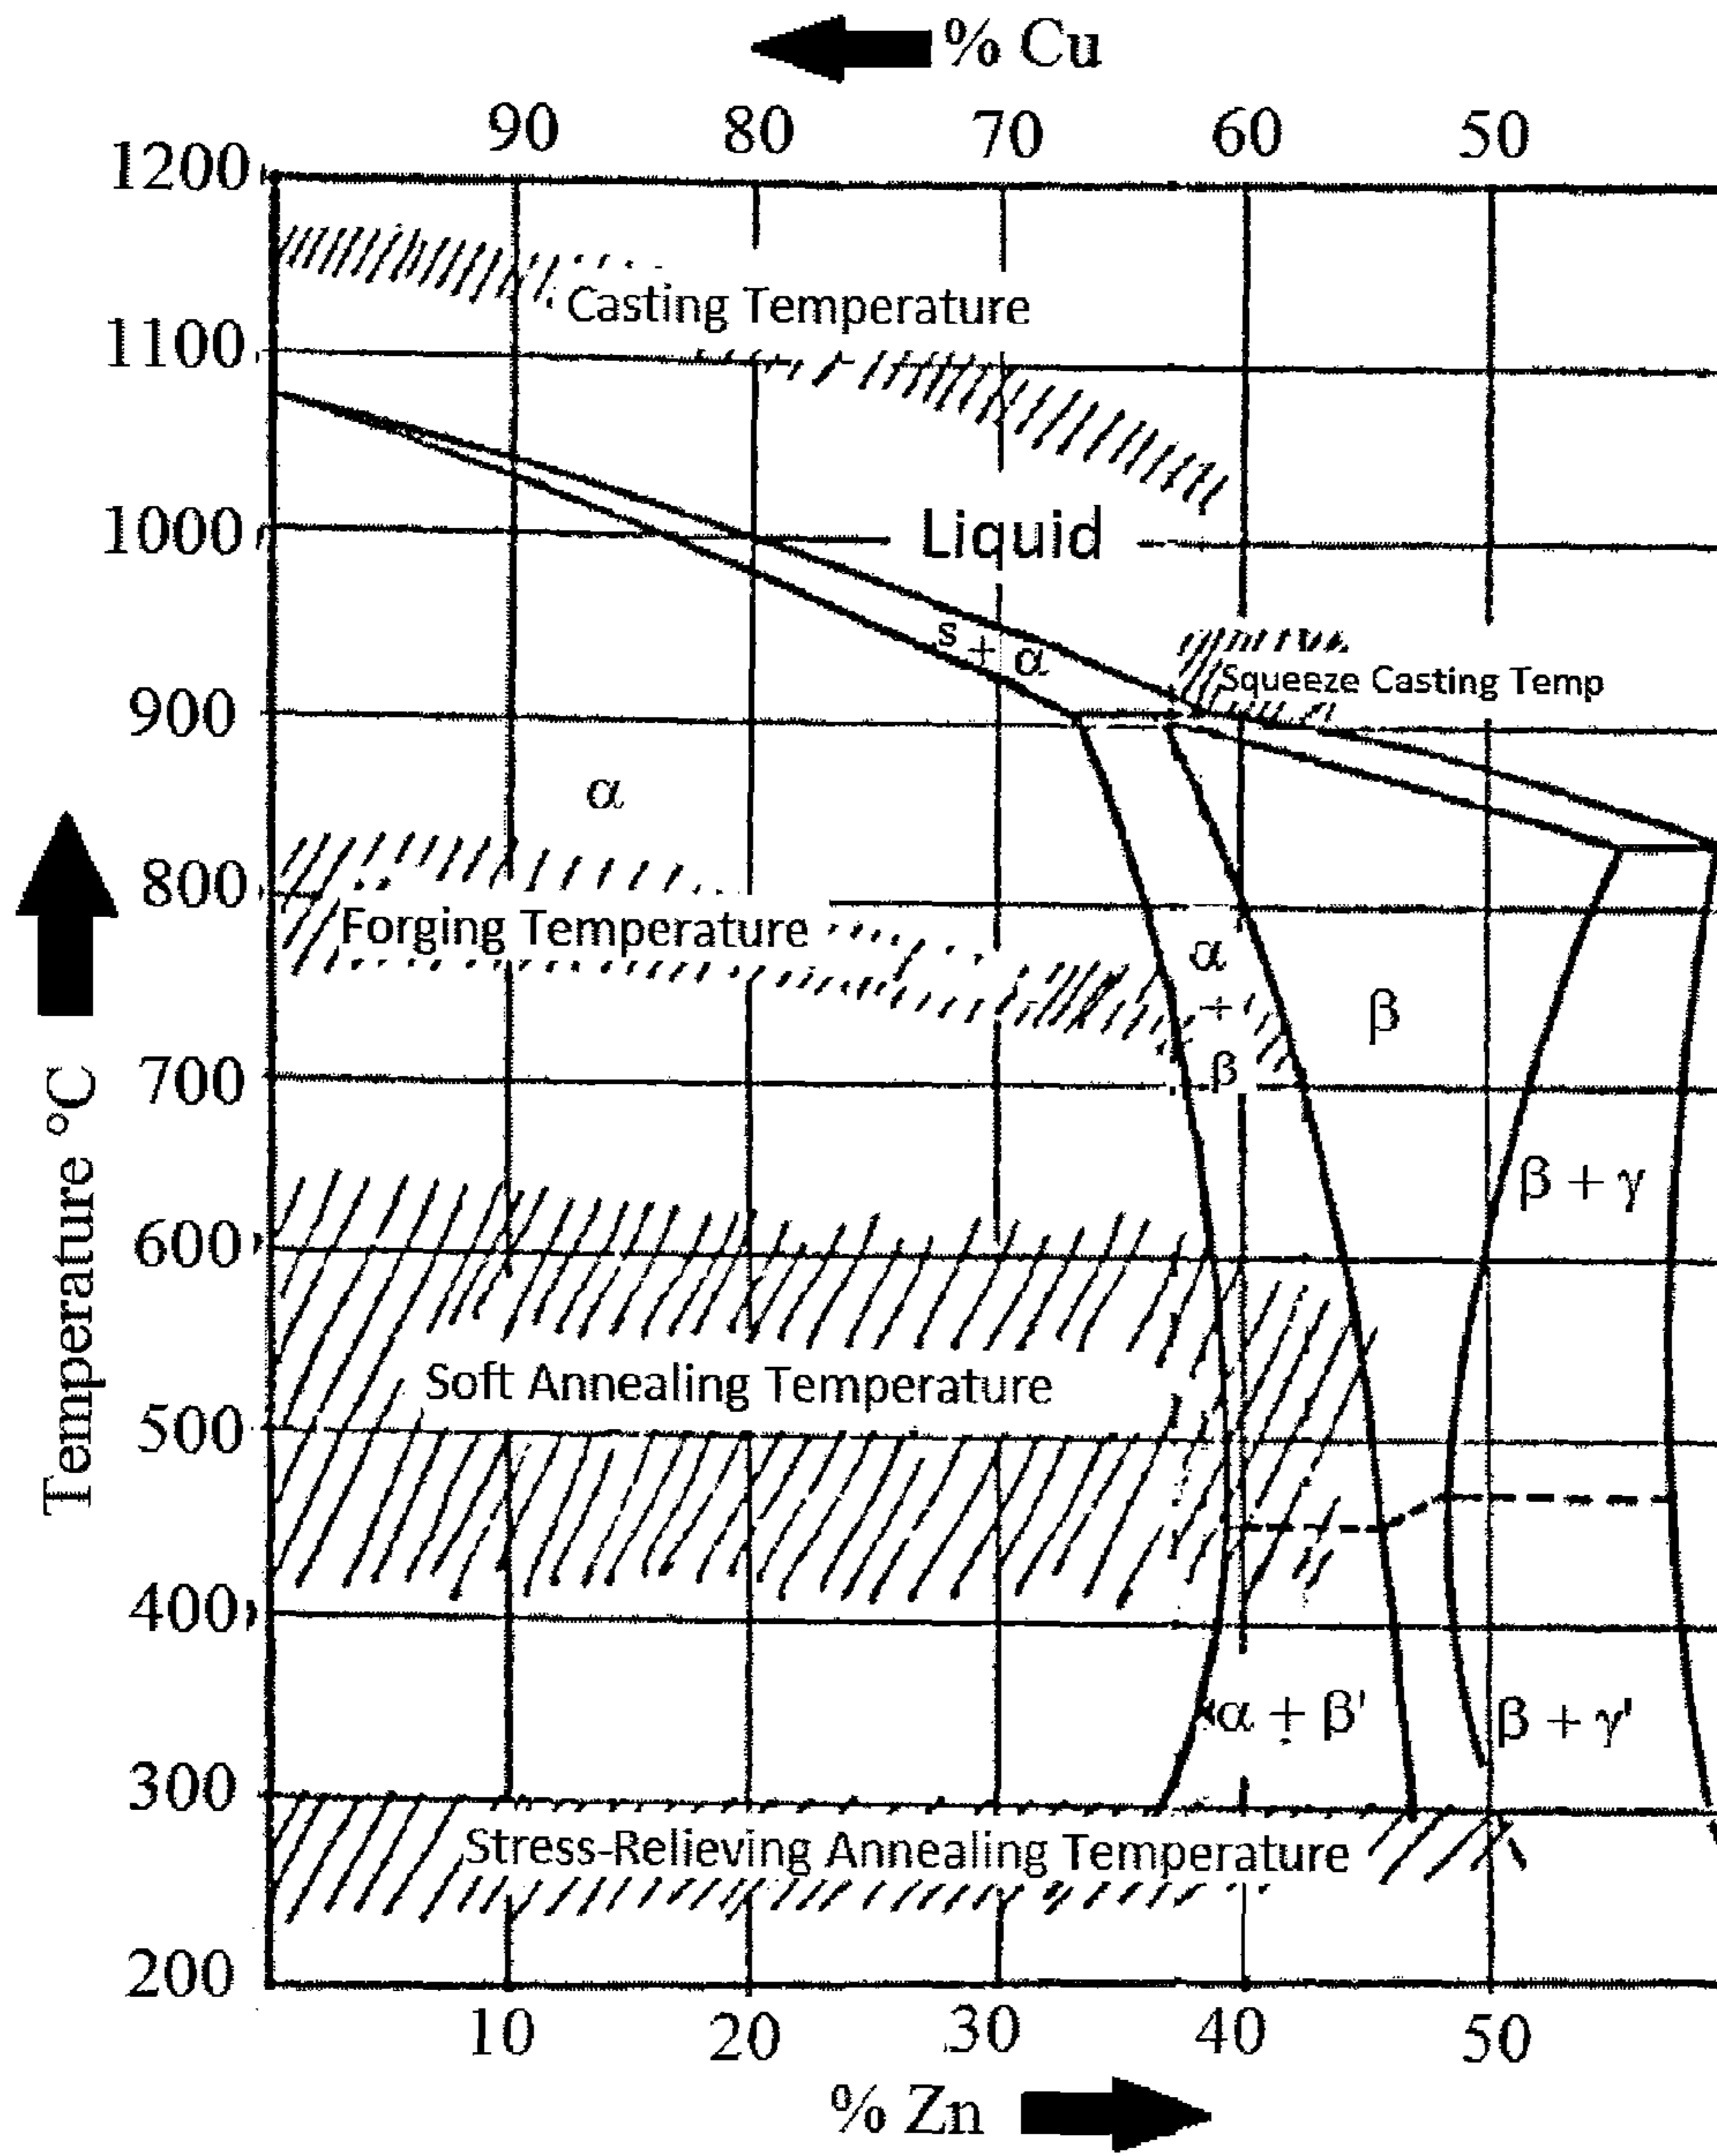 % Cu
90 80 70 60 50
1200
Casting Temperature
1100
1000
Liquid
s + α
Squeeze Casting Temp
900
α
800
Forging Temperature
α
+
β
β
700
β + γ
600
Soft Annealing Temperature
500
400
α + β'
β + γ'
300
Stress-Relieving Annealing Temperature
200
10 20 30 40 50
% Zn
Temperature °C